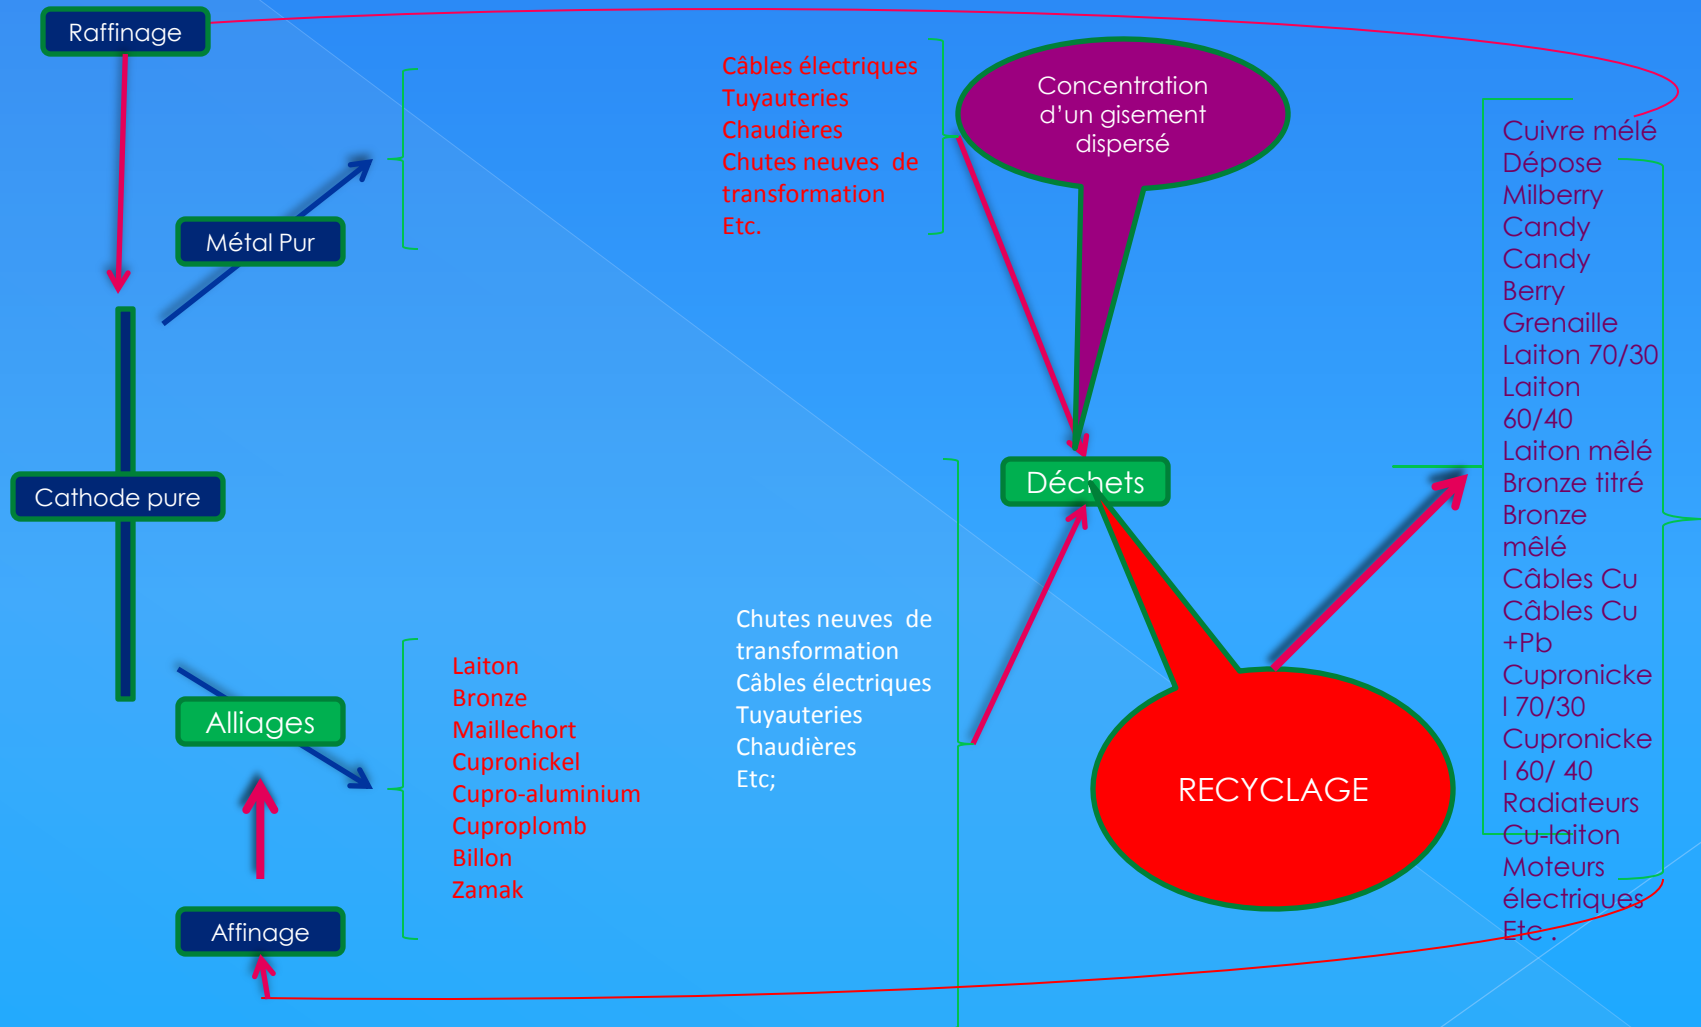 Raffinage
Métal Pur
Cathode pure
Alliages
Affinage
Laiton
Bronze
Maillechort
Cupronickel
Cupro-aluminium
Cuproplomb
Billon
Zamak
Câbles électriques
Tuyauteries
Chaudières
Chutes neuves de
transformation
Etc.
Chutes neuves de
transformation
Câbles électriques
Tuyauteries
Chaudières
Etc;
Concentration
d’un gisement
dispersé
Déchets
RECYCLAGE
Cuivre mélé
Dépose
Milberry
Candy
Candy
Berry
Grenaille
Laiton 70/30
Laiton
60/40
Laiton mêlé
Bronze titré
Bronze
mêlé
Câbles Cu
Câbles Cu
+Pb
Cupronicke
l 70/30
Cupronicke
l 60/ 40
Radiateurs
Cu-laiton
Moteurs
électriques
Etc .